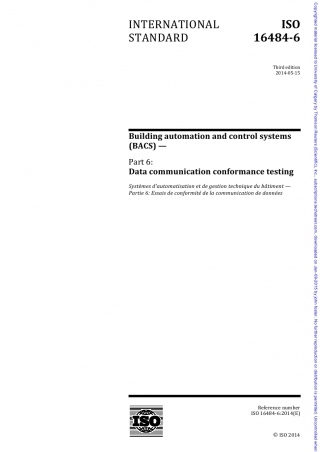 INTERNATIONAL
STANDARD
ISO
16484-6
Third edition
2014-05-15
Building automation and control systems
(BACS) —
Part 6:
Data communication conformance testing
Systèmes d'automatisation et de gestion technique du bâtiment —
Partie 6: Essais de conformité de la communication de données
ISO
Reference number
ISO 16484-6:2014(E)
© ISO 2014
Copyrighted material licensed to University of Calgary by Thomson Reuters (Scientific), Inc., subscriptions.techstreet.com, downloaded on Jan-09-2015 by
No further reproduction or distribution is permitted. Uncontrolled when